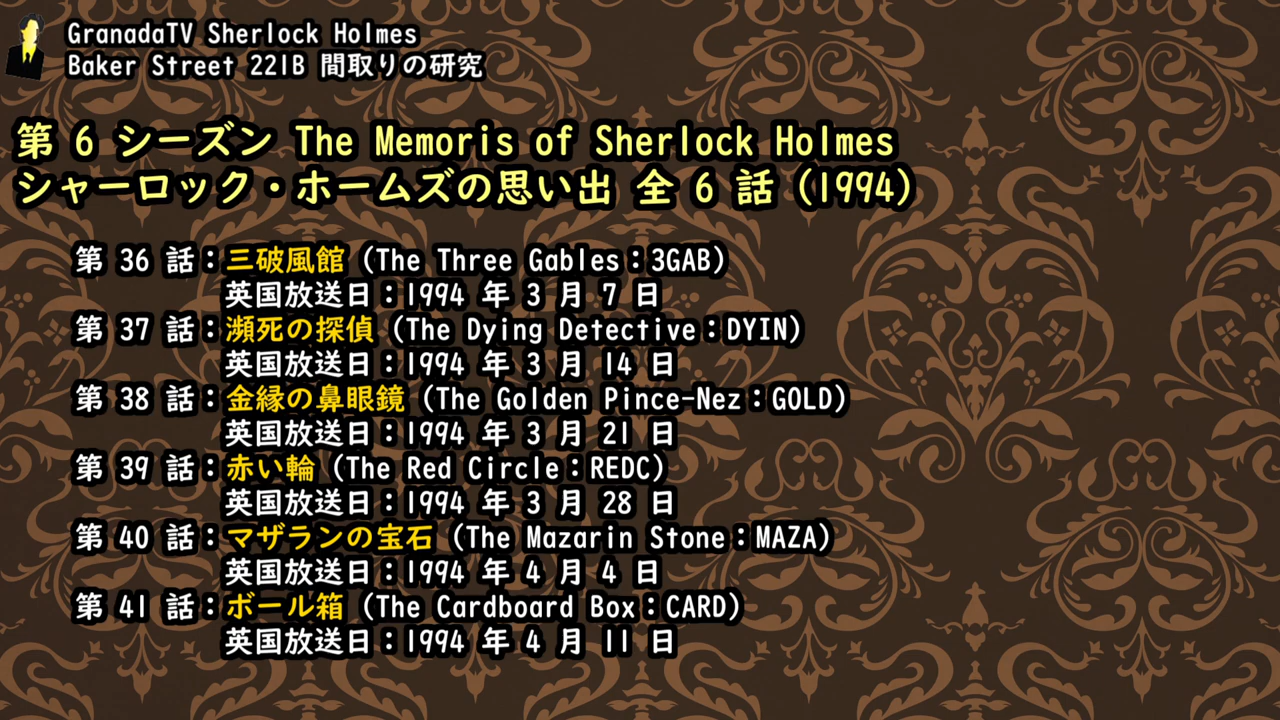 GranadaTV Sherlock Holmes
Baker Street 221B 間取りの研究
第 6 シーズン The Memoris of Sherlock Holmes
シャーロック・ホームズの思い出 全 6 話 (1994)
第 36 話：三破風館 (The Three Gables：3GAB)
英国放送日：1994 年 3 月 7 日
第 37 話：瀕死の探偵 (The Dying Detective：DYIN)
英国放送日：1994 年 3 月 14 日
第 38 話：金縁の鼻眼鏡 (The Golden Pince-Nez：GOLD)
英国放送日：1994 年 3 月 21 日
第 39 話：赤い輪 (The Red Circle：REDC)
英国放送日：1994 年 3 月 28 日
第 40 話：マザランの宝石 (The Mazarin Stone：MAZA)
英国放送日：1994 年 4 月 4 日
第 41 話：ボール箱 (The Cardboard Box：CARD)
英国放送日：1994 年 4 月 11 日